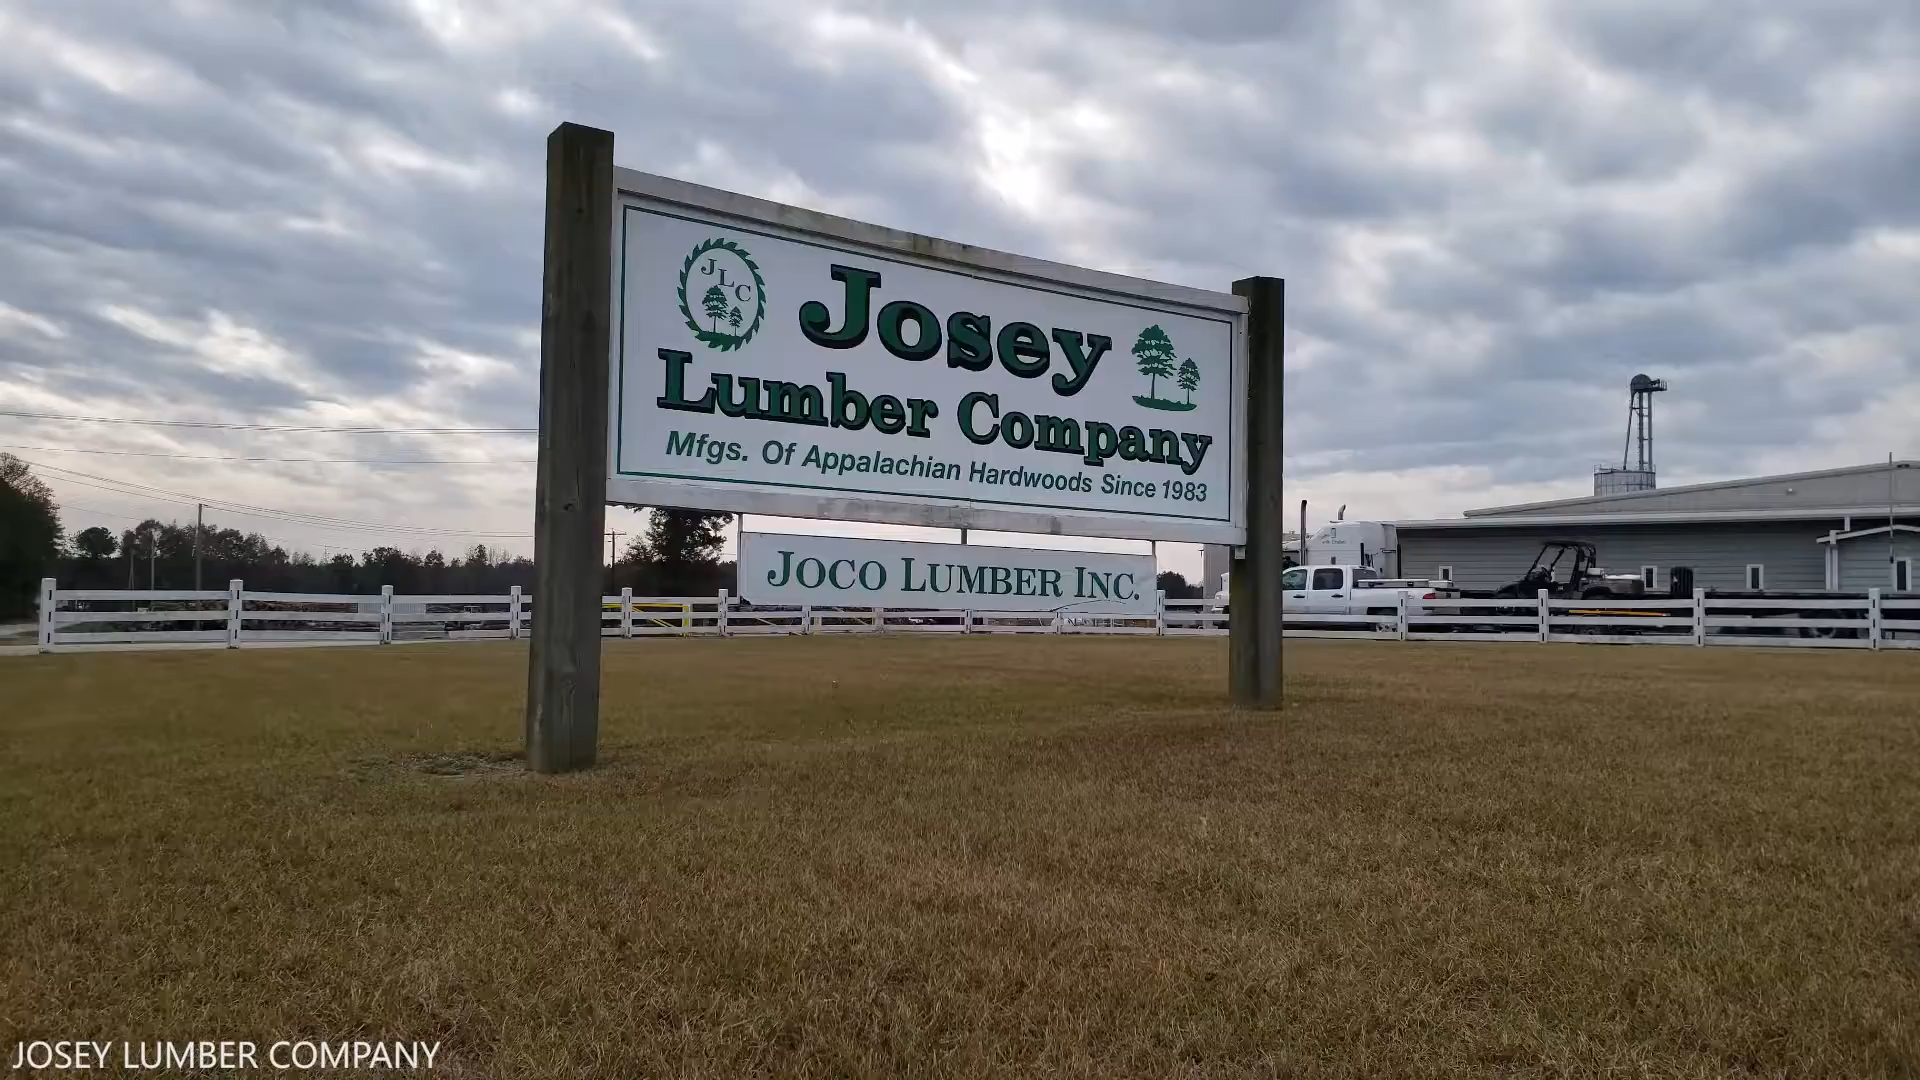 JLC
Josey
Lumber Company
Mfgs. Of Appalachian Hardwoods Since 1983
JOCO LUMBER INC.
JOSEY LUMBER COMPANY